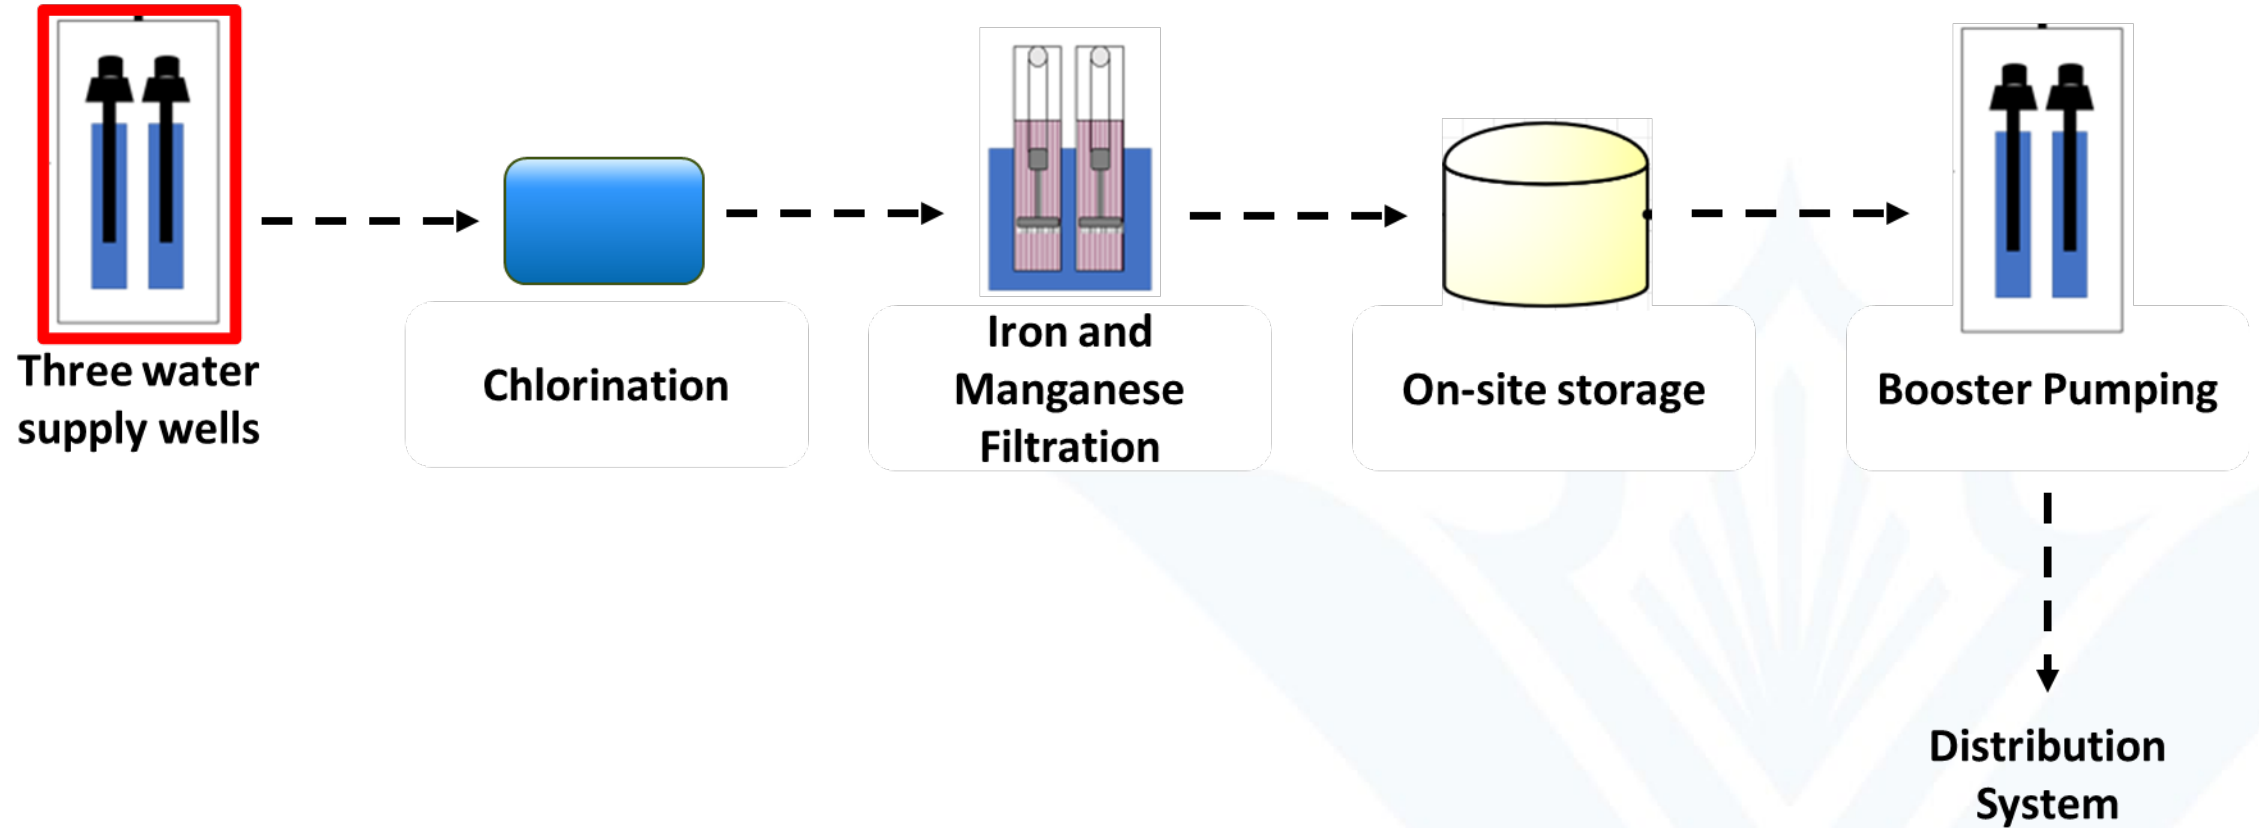 Three water
supply wells
Chlorination
Iron and
Manganese
Filtration
On-site storage
Booster Pumping
Distribution
System